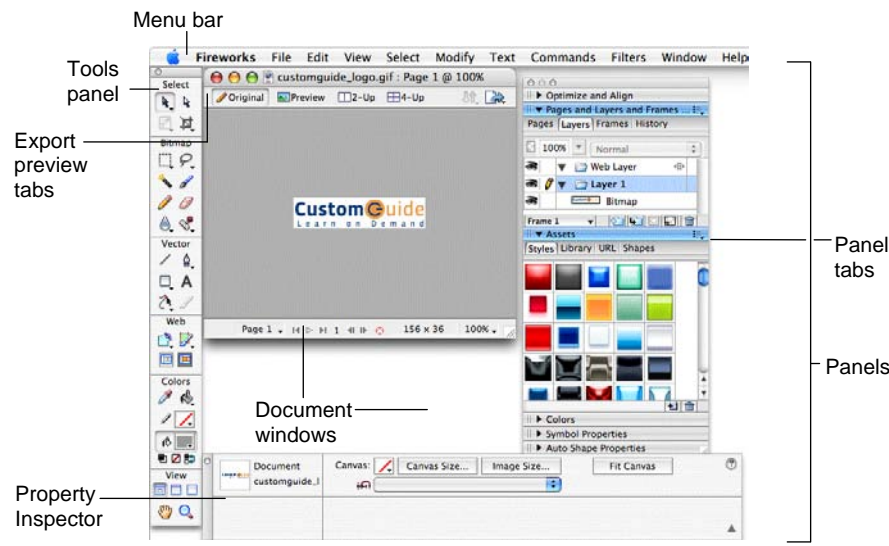 Menu bar
Fireworks File Edit View Select Modify Text Commands Filters Window Help
Tools
panel
Select
customguide_logo.gif : Page 1 @ 100%
Original Preview 2-Up 4-Up
Optimize and Align
Pages and Layers and Frames ...
Pages Layers Frames History
100% Normal
Web Layer
Layer 1
Bitmap
Frame 1
Export
preview
tabs
Bitmap
CustomGuide
Learn on Demand
Assets
Styles Library URL Shapes
Panel
tabs
Vector
A
Web
Page 1 1 156 x 36 100%
Panels
Colors
Document
windows
Colors
Symbol Properties
Auto Shape Properties
View
Property
Inspector
Document
customguide_l
Canvas: Canvas Size... Image Size... Fit Canvas
?